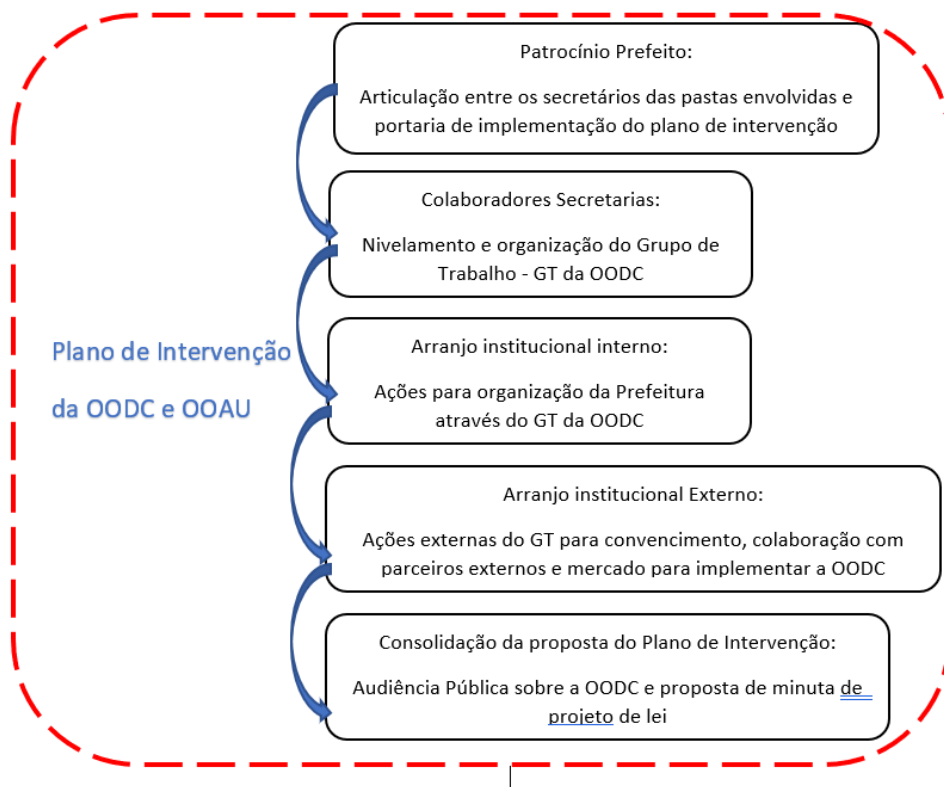 Patrocínio Prefeito:
Articulação entre os secretários das pastas envolvidas e
portaria de implementação do plano de intervenção
Colaboradores Secretarias:
Nivelamento e organização do Grupo de
Trabalho - GT da OODC
Plano de Intervenção
da OODC e OOAU
Arranjo institucional interno:
Ações para organização da Prefeitura
através do GT da OODC
Arranjo institucional Externo:
Ações externas do GT para convencimento, colaboração com
parceiros externos e mercado para implementar a OODC
Consolidação da proposta do Plano de Intervenção:
Audiência Pública sobre a OODC e proposta de minuta de
projeto de lei